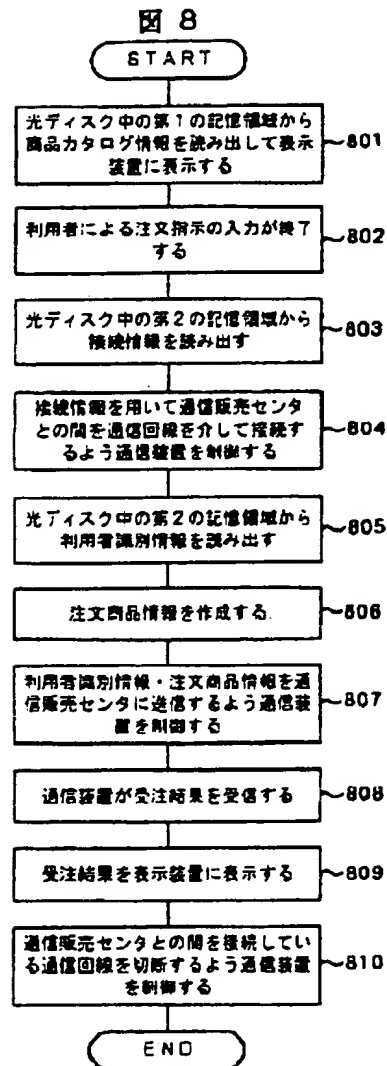 図 8
START
光ディスク中の第1の記憶領域から
商品カタログ情報を読み出して表示
装置に表示する
801
利用者による注文指示の入力が終了
する
802
光ディスク中の第2の記憶領域から
接続情報を読み出す
803
接続情報を用いて通信販売センタ
との間を通信回線を介して接続す
るよう通信装置を制御する
804
光ディスク中の第2の記憶領域から
利用者識別情報を読み出す
805
注文商品情報を作成する
806
利用者識別情報・注文商品情報を通
信販売センタに送信するよう通信装
置を制御する
807
通信装置が受注結果を受信する
808
受注結果を表示装置に表示する
809
通信販売センタとの間を接続してい
る通信回線を切断するよう通信装置
を制御する
810
END